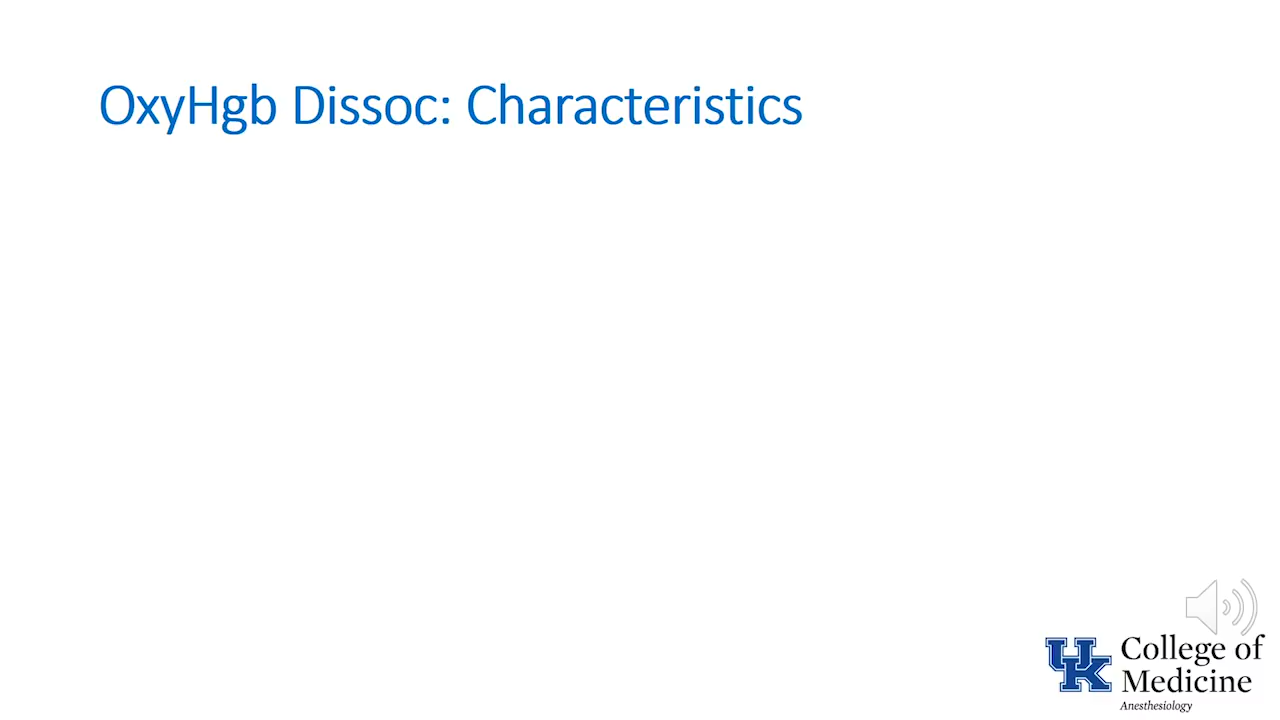 OxyHgb Dissoc: Characteristics
UK
College of
Medicine
Anesthesiology